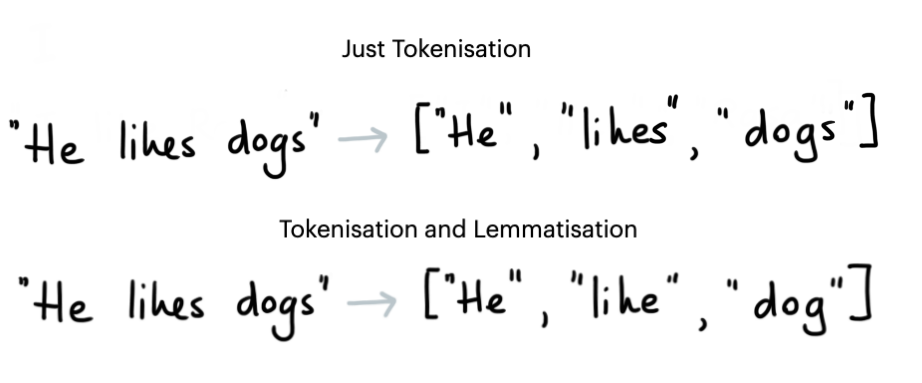 Just Tokenisation
"He likes dogs" → ["He", "likes", "dogs"]
Tokenisation and Lemmatisation
"He likes dogs" → ["He", "like", "dog"]